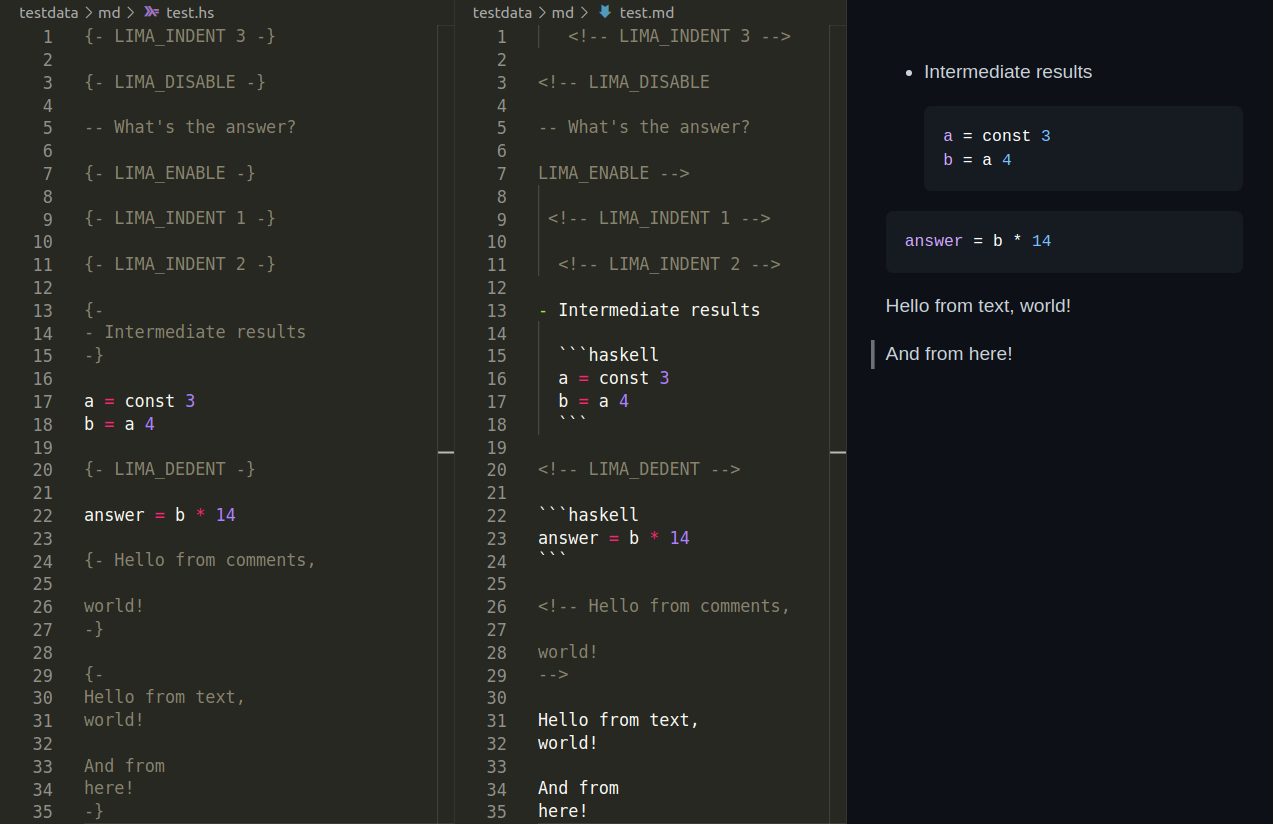 testdata > md > test.hs
1 {- LIMA_INDENT 3 -}
2
3 {- LIMA_DISABLE -}
4
5 -- What's the answer?
6
7 {- LIMA_ENABLE -}
8
9 {- LIMA_INDENT 1 -}
10
11 {- LIMA_INDENT 2 -}
12
13 {-
14 - Intermediate results
15 -}
16
17 a = const 3
18 b = a 4
19
20 {- LIMA_DEDENT -}
21
22 answer = b * 14
23
24 {- Hello from comments,
25
26 world!
27 -}
28
29 {-
30 Hello from text,
31 world!
32
33 And from
34 here!
35 -}
testdata > md > test.md
1    <!-- LIMA_INDENT 3 -->
2
3 <!-- LIMA_DISABLE
4
5 -- What's the answer?
6
7 LIMA_ENABLE -->
8
9  <!-- LIMA_INDENT 1 -->
10
11   <!-- LIMA_INDENT 2 -->
12
13 - Intermediate results
14
15   ```haskell
16   a = const 3
17   b = a 4
18   ```
19
20 <!-- LIMA_DEDENT -->
21
22 ```haskell
23 answer = b * 14
24 ```
25
26 <!-- Hello from comments,
27
28 world!
29 -->
30
31 Hello from text,
32 world!
33
34 And from
35 here!
• Intermediate results
a = const 3
b = a 4
answer = b * 14
Hello from text, world!
And from here!